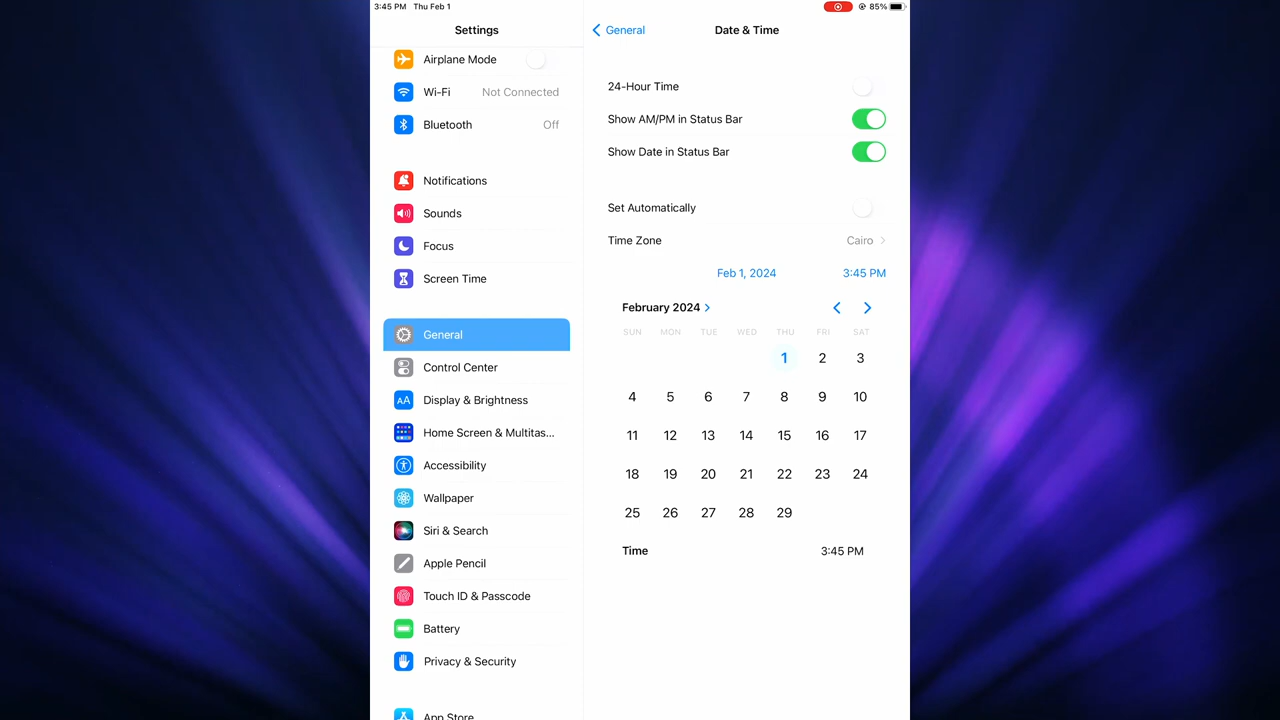 3:45 PM Thu Feb 1
85%
Settings
Airplane Mode
Wi-Fi Not Connected
Bluetooth Off
Notifications
Sounds
Focus
Screen Time
General
Control Center
AA Display & Brightness
Home Screen & Multitas...
Accessibility
Wallpaper
Siri & Search
Apple Pencil
Touch ID & Passcode
Battery
Privacy & Security
App Store
General
Date & Time
24-Hour Time
Show AM/PM in Status Bar
Show Date in Status Bar
Set Automatically
Time Zone Cairo
Feb 1, 2024 3:45 PM
February 2024
SUN MON TUE WED THU FRI SAT
1 2 3
4 5 6 7 8 9 10
11 12 13 14 15 16 17
18 19 20 21 22 23 24
25 26 27 28 29
Time 3:45 PM